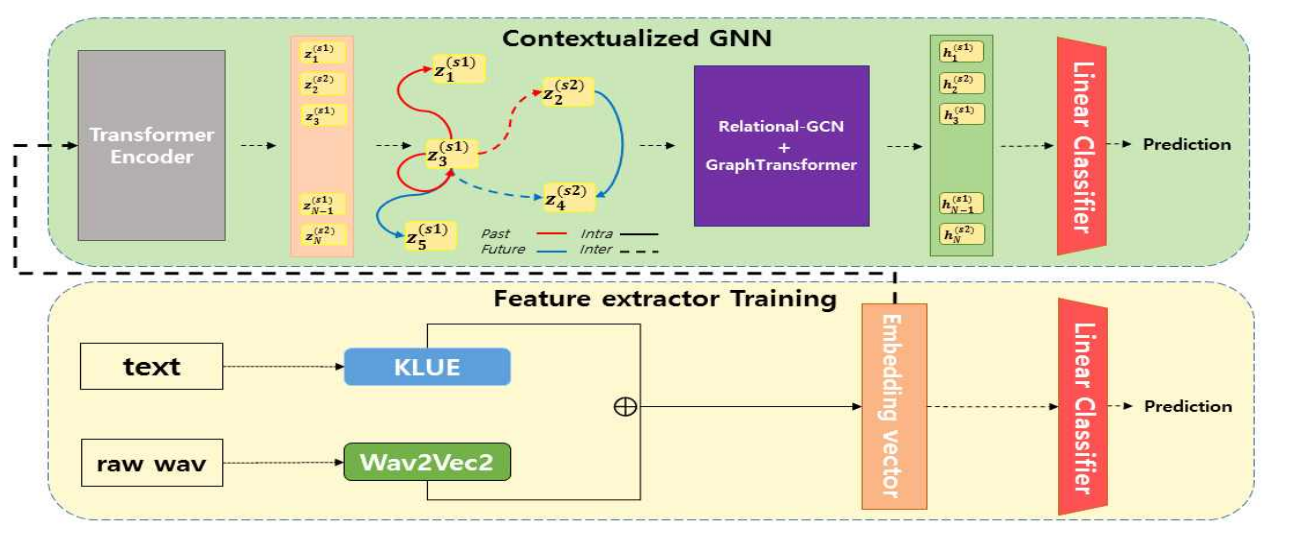 Contextualized GNN
Transformer
Encoder
z_1^(s1)
z_2^(s2)
z_3^(s1)
z_{N-1}^(s1)
z_N^(s2)
z_1^(s1)
z_2^(s2)
z_3^(s1)
z_4^(s2)
z_5^(s1)
Past Intra
Future Inter
Relational-GCN
+
GraphTransformer
h_1^(s1)
h_2^(s2)
h_3^(s1)
h_{N-1}^(s1)
h_N^(s2)
Linear Classifier
Prediction
Feature extractor Training
text
KLUE
raw wav
Wav2Vec2
⊕
Embedding vector
Linear Classifier
Prediction